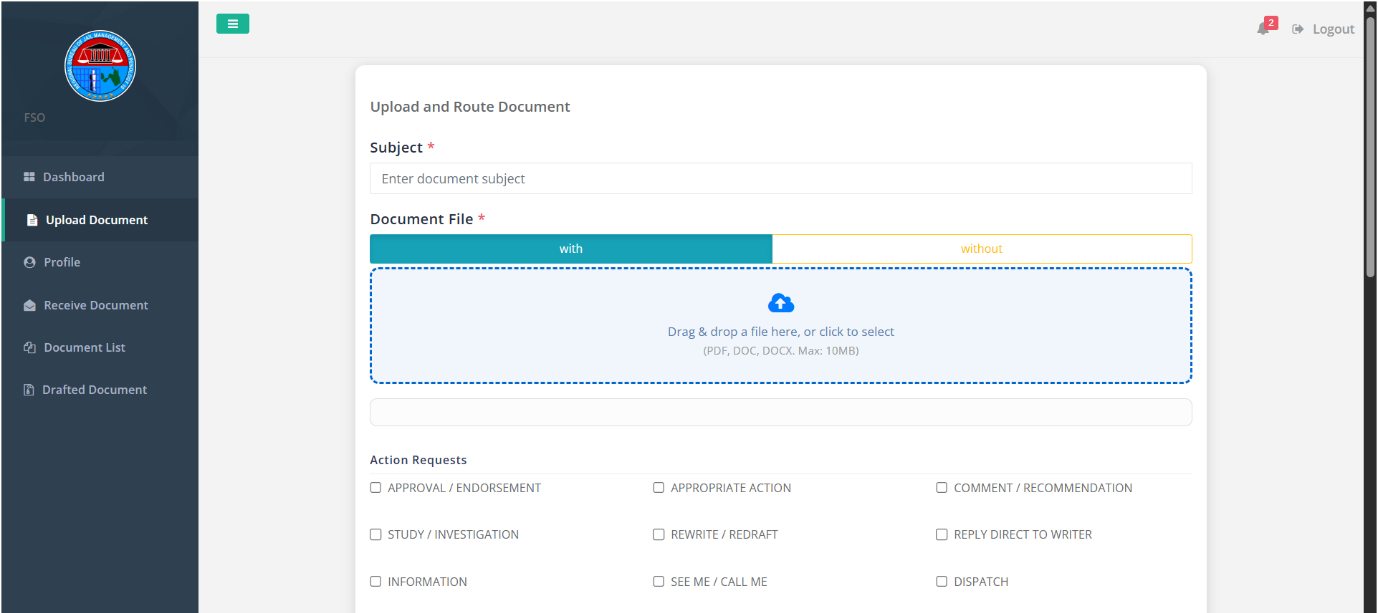 2
Logout
FSO
Dashboard
Upload Document
Profile
Receive Document
Document List
Drafted Document
Upload and Route Document
Subject *
Enter document subject
Document File *
with without
Drag & drop a file here, or click to select
(PDF, DOC, DOCX. Max: 10MB)
Action Requests
APPROVAL / ENDORSEMENT APPROPRIATE ACTION COMMENT / RECOMMENDATION
STUDY / INVESTIGATION REWRITE / REDRAFT REPLY DIRECT TO WRITER
INFORMATION SEE ME / CALL ME DISPATCH